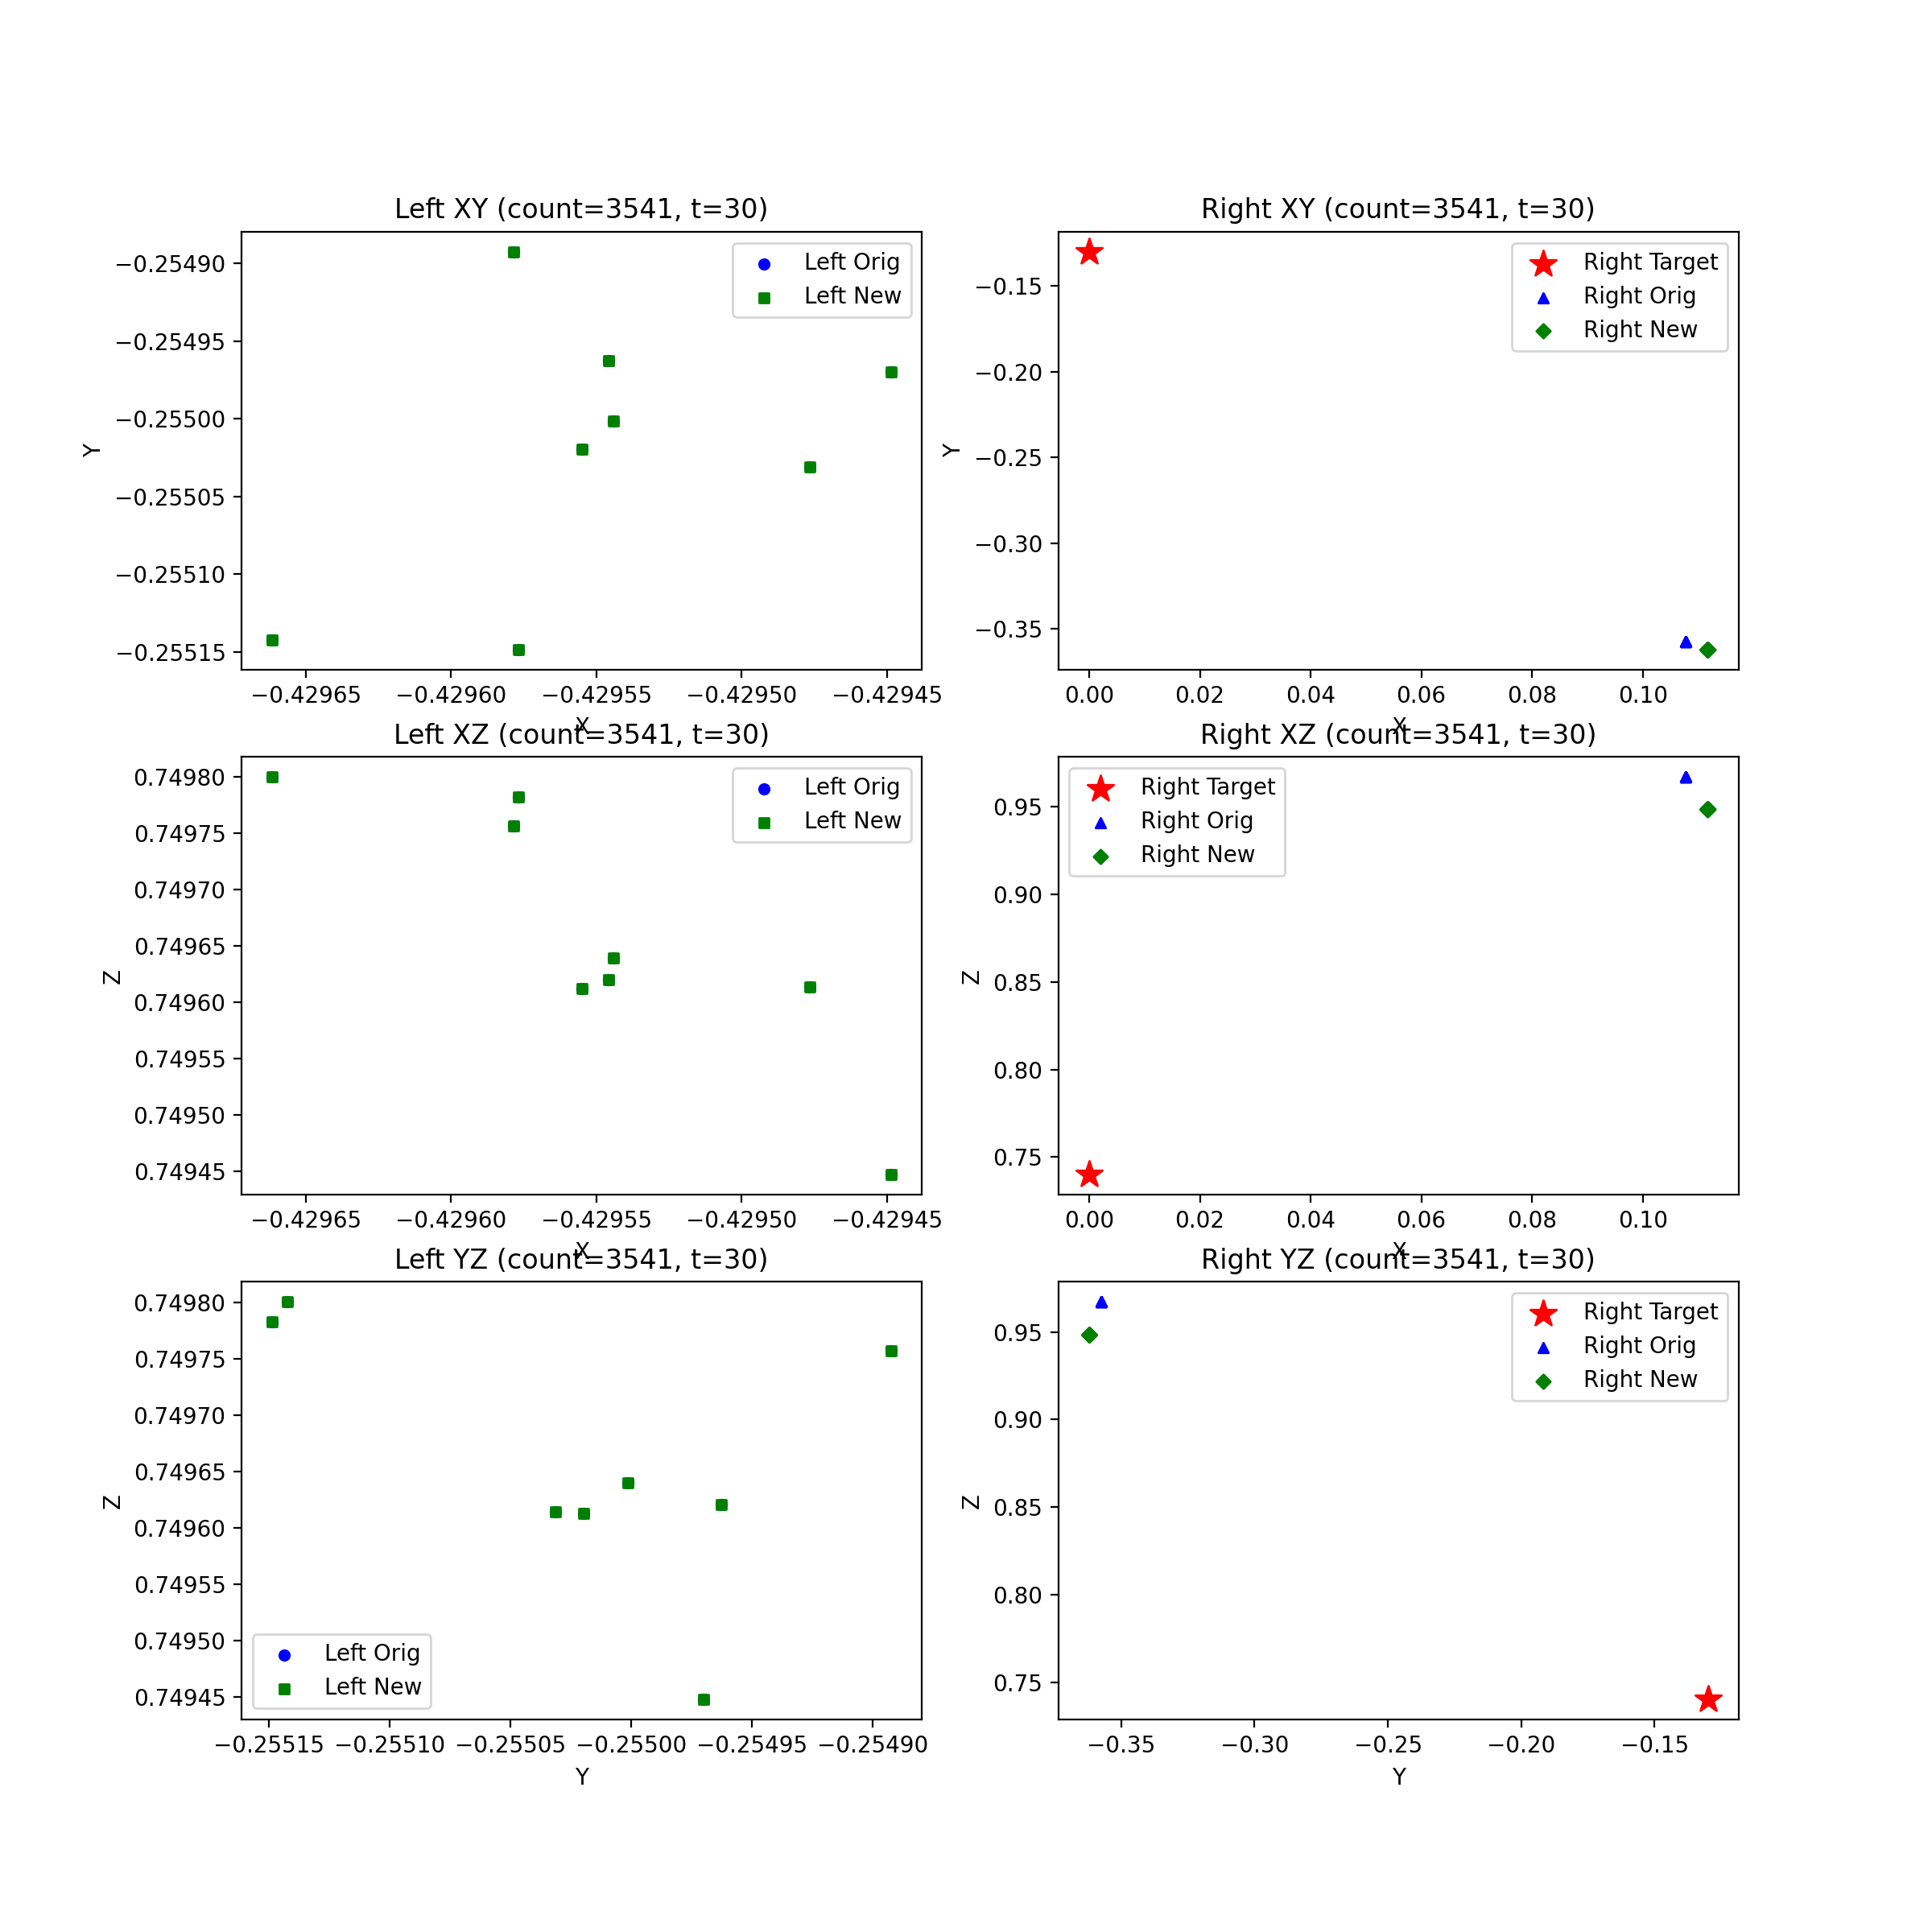 Left XY (count=3541, t=30)
−0.25490
−0.25495
−0.25500
−0.25505
−0.25510
−0.25515
Y
Left Orig
Left New
−0.42965 −0.42960 −0.42955 −0.42950 −0.42945
X
Right XY (count=3541, t=30)
−0.15
−0.20
−0.25
−0.30
−0.35
Y
Right Target
Right Orig
Right New
0.00 0.02 0.04 0.06 0.08 0.10
X
Left XZ (count=3541, t=30)
0.74980
0.74975
0.74970
0.74965
0.74960
0.74955
0.74950
0.74945
Z
Left Orig
Left New
−0.42965 −0.42960 −0.42955 −0.42950 −0.42945
X
Right XZ (count=3541, t=30)
0.95
0.90
0.85
0.80
0.75
Z
Right Target
Right Orig
Right New
0.00 0.02 0.04 0.06 0.08 0.10
X
Left YZ (count=3541, t=30)
0.74980
0.74975
0.74970
0.74965
0.74960
0.74955
0.74950
0.74945
Z
Left Orig
Left New
−0.25515 −0.25510 −0.25505 −0.25500 −0.25495 −0.25490
Y
Right YZ (count=3541, t=30)
0.95
0.90
0.85
0.80
0.75
Z
Right Target
Right Orig
Right New
−0.35 −0.30 −0.25 −0.20 −0.15
Y